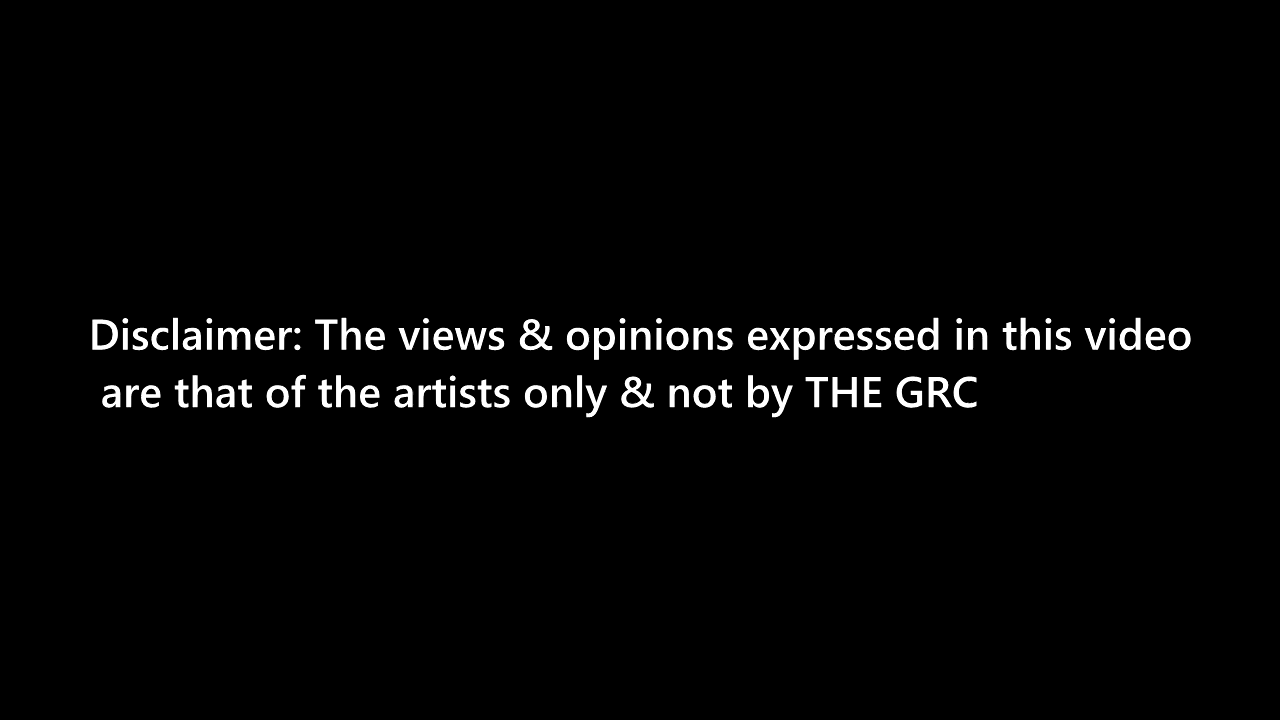 Disclaimer: The views & opinions expressed in this video
are that of the artists only & not by THE GRC